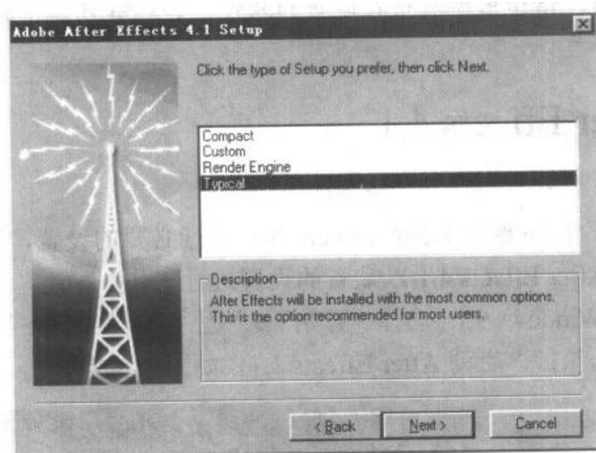 Adobe After Effects 4.1 Setup
Click the type of Setup you prefer, then click Next.
Compact
Custom
Render Engine
Typical
Description
After Effects will be installed with the most common options.
This is the option recommended for most users.
< Back
Next >
Cancel